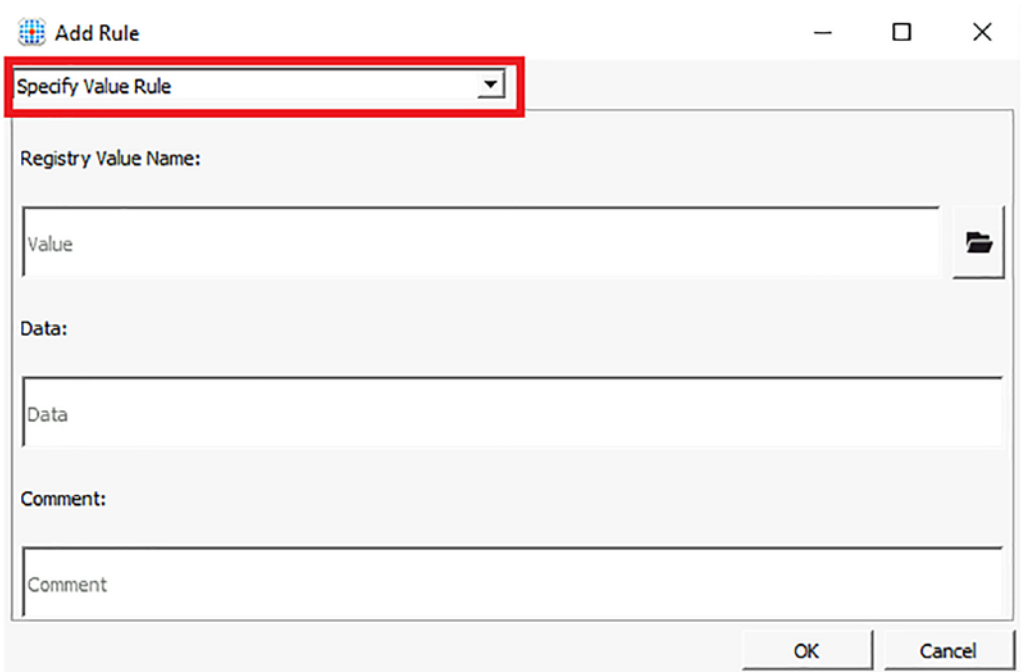 Add Rule
Specify Value Rule
Registry Value Name:
Value
Data:
Data
Comment:
Comment
OK Cancel